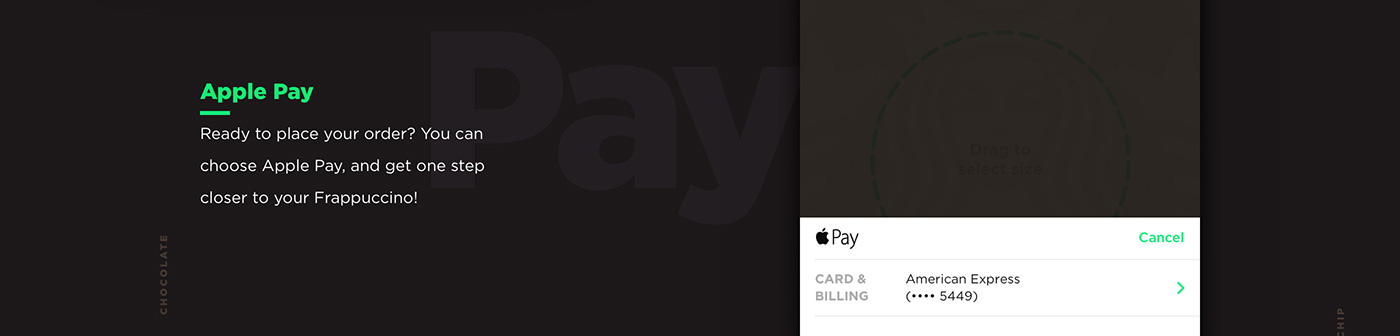 Pay
Apple Pay
Ready to place your order? You can
choose Apple Pay, and get one step
closer to your Frappuccino!
CHOCOLATE
Drag to
select size
Pay
Cancel
CARD &
BILLING
American Express
(•••• 5449)
CHIP